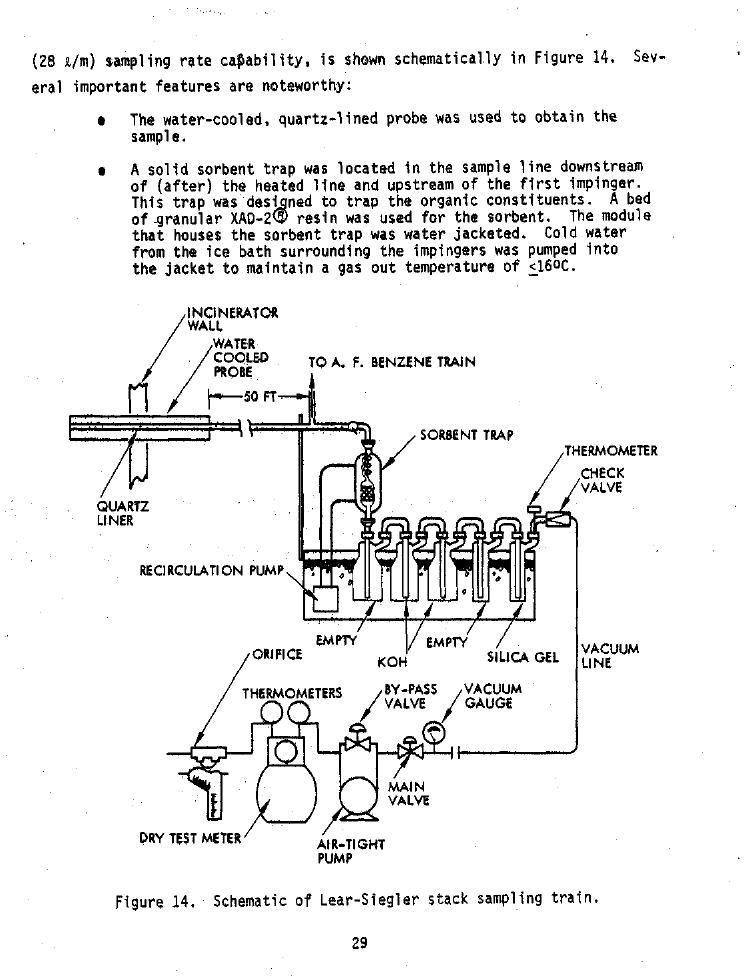 (28 ℓ/m) sampling rate capability, is shown schematically in Figure 14. Sev-
eral important features are noteworthy:
● The water-cooled, quartz-lined probe was used to obtain the
sample.
● A solid sorbent trap was located in the sample line downstream
of (after) the heated line and upstream of the first impinger.
This trap was designed to trap the organic constituents. A bed
of granular XAD-2® resin was used for the sorbent. The module
that houses the sorbent trap was water jacketed. Cold water
from the ice bath surrounding the impingers was pumped into
the jacket to maintain a gas out temperature of ≤16ºC.
INCINERATOR
WALL
WATER
COOLED
PROBE
TO A. F. BENZENE TRAIN
50 FT
SORBENT TRAP
THERMOMETER
CHECK
VALVE
QUARTZ
LINER
RECIRCULATION PUMP
EMPTY
KOH
EMPTY
SILICA GEL
VACUUM
LINE
ORIFICE
THERMOMETERS
BY-PASS
VALVE
VACUUM
GAUGE
MAIN
VALVE
DRY TEST METER
AIR-TIGHT
PUMP
Figure 14. Schematic of Lear-Siegler stack sampling train.
29